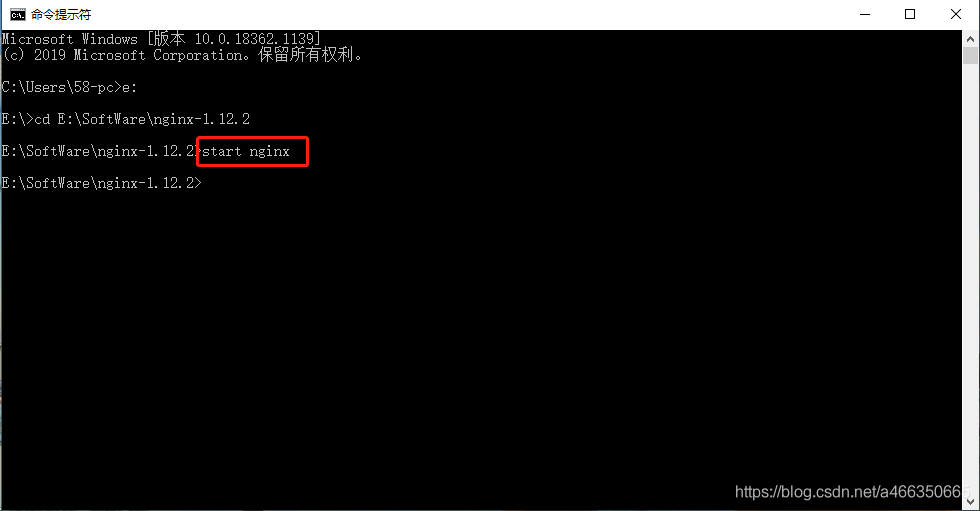 命令提示符
Microsoft Windows [版本 10.0.18362.1139]
(c) 2019 Microsoft Corporation。保留所有权利。
C:\Users\58-pc>e:
E:\>cd E:\SoftWare\nginx-1.12.2
E:\SoftWare\nginx-1.12.2>start nginx
E:\SoftWare\nginx-1.12.2>
https://blog.csdn.net/a46635066